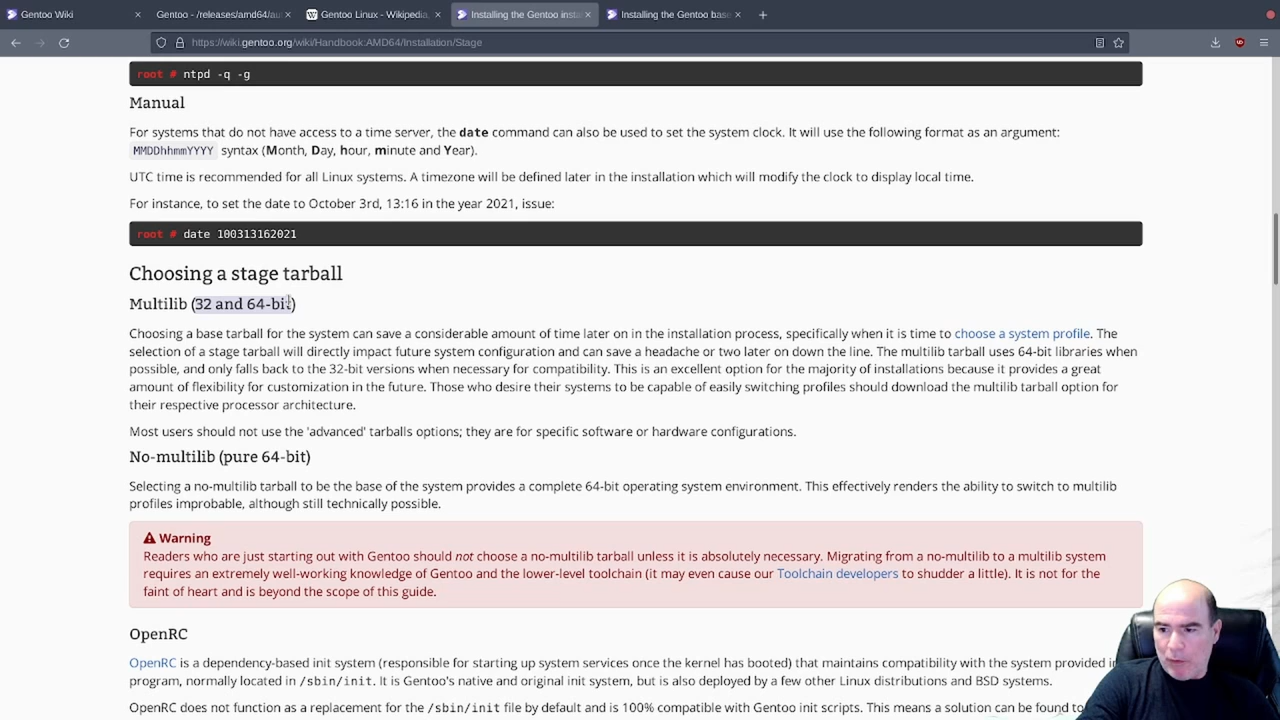 Gentoo Wiki
Gentoo - /releases/amd64/au
Gentoo Linux - Wikipedia,
Installing the Gentoo insta
Installing the Gentoo base
https://wiki.gentoo.org/wiki/Handbook:AMD64/Installation/Stage
root # ntpd -q -g
Manual
For systems that do not have access to a time server, the date command can also be used to set the system clock. It will use the following format as an argument:
MMDDhhmmYYYY syntax (Month, Day, hour, minute and Year).
UTC time is recommended for all Linux systems. A timezone will be defined later in the installation which will modify the clock to display local time.
For instance, to set the date to October 3rd, 13:16 in the year 2021, issue:
root # date 100313162021
Choosing a stage tarball
Multilib (32 and 64-bit)
Choosing a base tarball for the system can save a considerable amount of time later on in the installation process, specifically when it is time to choose a system profile. The
selection of a stage tarball will directly impact future system configuration and can save a headache or two later on down the line. The multilib tarball uses 64-bit libraries when
possible, and only falls back to the 32-bit versions when necessary for compatibility. This is an excellent option for the majority of installations because it provides a great
amount of flexibility for customization in the future. Those who desire their systems to be capable of easily switching profiles should download the multilib tarball option for
their respective processor architecture.
Most users should not use the 'advanced' tarballs options; they are for specific software or hardware configurations.
No-multilib (pure 64-bit)
Selecting a no-multilib tarball to be the base of the system provides a complete 64-bit operating system environment. This effectively renders the ability to switch to multilib
profiles improbable, although still technically possible.
Warning
Readers who are just starting out with Gentoo should not choose a no-multilib tarball unless it is absolutely necessary. Migrating from a no-multilib to a multilib system
requires an extremely well-working knowledge of Gentoo and the lower-level toolchain (it may even cause our Toolchain developers to shudder a little). It is not for the
faint of heart and is beyond the scope of this guide.
OpenRC
OpenRC is a dependency-based init system (responsible for starting up system services once the kernel has booted) that maintains compatibility with the system provided
program, normally located in /sbin/init. It is Gentoo's native and original init system, but is also deployed by a few other Linux distributions and BSD systems.
OpenRC does not function as a replacement for the /sbin/init file by default and is 100% compatible with Gentoo init scripts. This means a solution can be found to